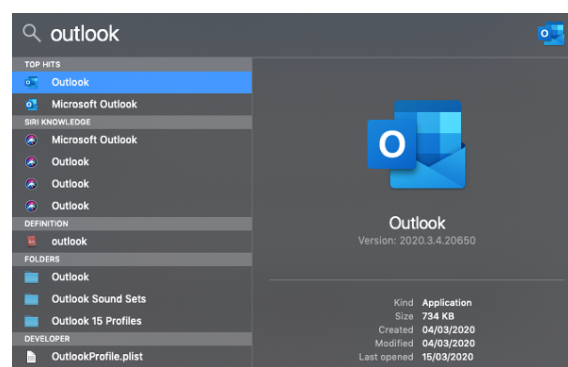 outlook
TOP HITS
Outlook
Microsoft Outlook
SIRI KNOWLEDGE
Microsoft Outlook
Outlook
Outlook
Outlook
DEFINITION
outlook
FOLDERS
Outlook
Outlook Sound Sets
Outlook 15 Profiles
DEVELOPER
OutlookProfile.plist
O
Outlook
Version: 2020.3.4.20650
Kind Application
Size 734 KB
Created 04/03/2020
Modified 04/03/2020
Last opened 15/03/2020